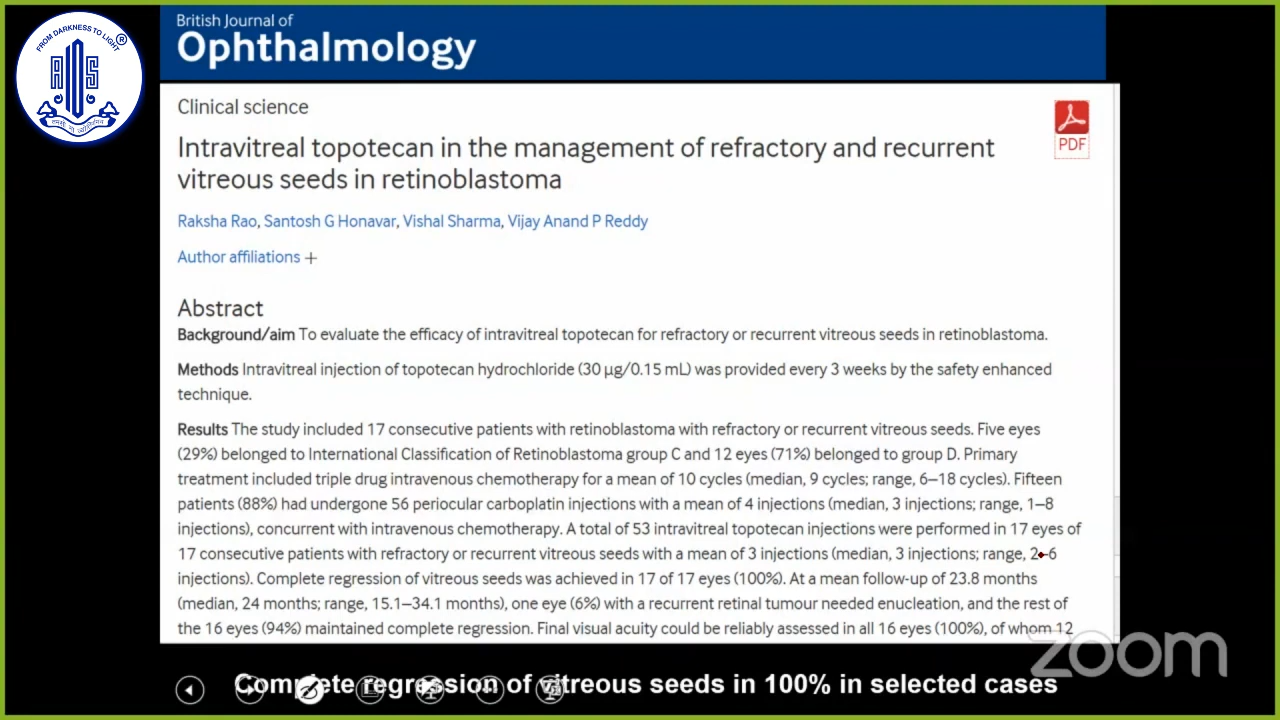 FROM DARKNESS TO LIGHT
®
AIOS
British Journal of
Ophthalmology
Clinical science
PDF
Intravitreal topotecan in the management of refractory and recurrent
vitreous seeds in retinoblastoma
Raksha Rao, Santosh G Honavar, Vishal Sharma, Vijay Anand P Reddy
Author affiliations +
Abstract
Background/aim To evaluate the efficacy of intravitreal topotecan for refractory or recurrent vitreous seeds in retinoblastoma.
Methods Intravitreal injection of topotecan hydrochloride (30 µg/0.15 mL) was provided every 3 weeks by the safety enhanced
technique.
Results The study included 17 consecutive patients with retinoblastoma with refractory or recurrent vitreous seeds. Five eyes
(29%) belonged to International Classification of Retinoblastoma group C and 12 eyes (71%) belonged to group D. Primary
treatment included triple drug intravenous chemotherapy for a mean of 10 cycles (median, 9 cycles; range, 6–18 cycles). Fifteen
patients (88%) had undergone 56 periocular carboplatin injections with a mean of 4 injections (median, 3 injections; range, 1–8
injections), concurrent with intravenous chemotherapy. A total of 53 intravitreal topotecan injections were performed in 17 eyes of
17 consecutive patients with refractory or recurrent vitreous seeds with a mean of 3 injections (median, 3 injections; range, 2–6
injections). Complete regression of vitreous seeds was achieved in 17 of 17 eyes (100%). At a mean follow-up of 23.8 months
(median, 24 months; range, 15.1–34.1 months), one eye (6%) with a recurrent retinal tumour needed enucleation, and the rest of
the 16 eyes (94%) maintained complete regression. Final visual acuity could be reliably assessed in all 16 eyes (100%), of whom 12
zoom
Complete regression of vitreous seeds in 100% in selected cases